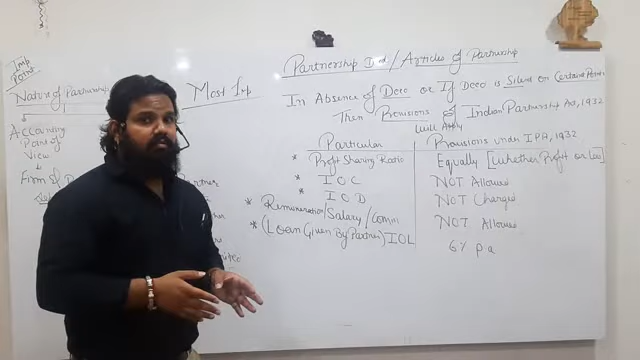 Imp
Point
Nature of Partnership
Accounting
Point of
View
Most Imp
Partnership Deed / Articles of Partnership
In Absence of Deed or If Deed is Silent on Certain Point
Then Provisions of Indian Partnership Act, 1932
Will Apply
Particular Provisions under IPA, 1932
* Profit Sharing Ratio Equally [Whether Profit or Loss]
* IOC NOT Allowed
* IOD NOT Charged
* Remuneration/Salary/Comm NOT Allowed
* (Loan Given By Partner) IOL 6% p a